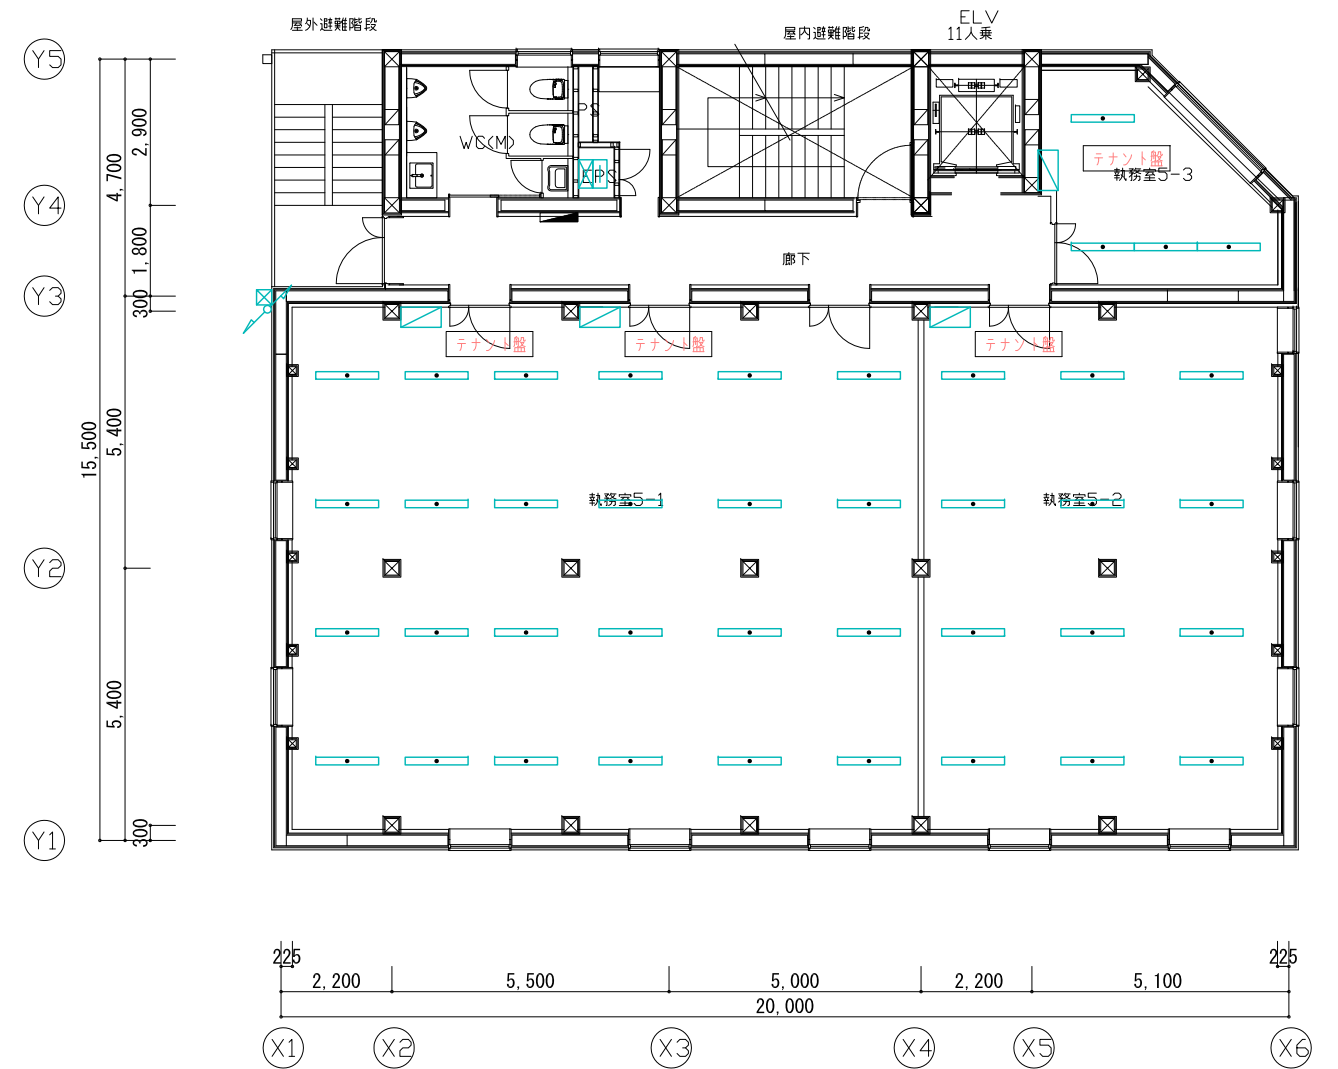 屋外避難階段
屋内避難階段
ELV
11人乗
Y5
2,900
4,700
WC(M)
PS
EPS
テナント盤
執務室5-3
Y4
1,800
廊下
Y3
300
テナント盤
テナント盤
テナント盤
15,500
5,400
執務室5-1
執務室5-2
Y2
5,400
300
Y1
225
225
2,200
5,500
5,000
2,200
5,100
20,000
X1
X2
X3
X4
X5
X6